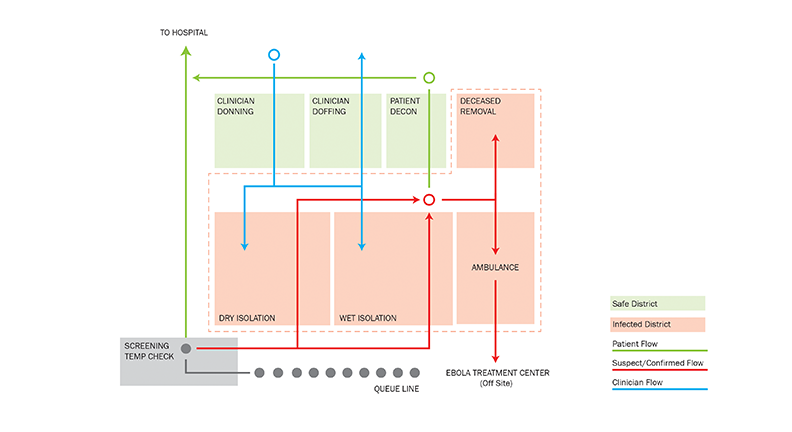 TO HOSPITAL
CLINICIAN
DONNING
CLINICIAN
DOFFING
PATIENT
DECON
DECEASED
REMOVAL
DRY ISOLATION
WET ISOLATION
AMBULANCE
SCREENING
TEMP CHECK
QUEUE LINE
EBOLA TREATMENT CENTER
(Off Site)
Safe District
Infected District
Patient Flow
Suspect/Confirmed Flow
Clinician Flow